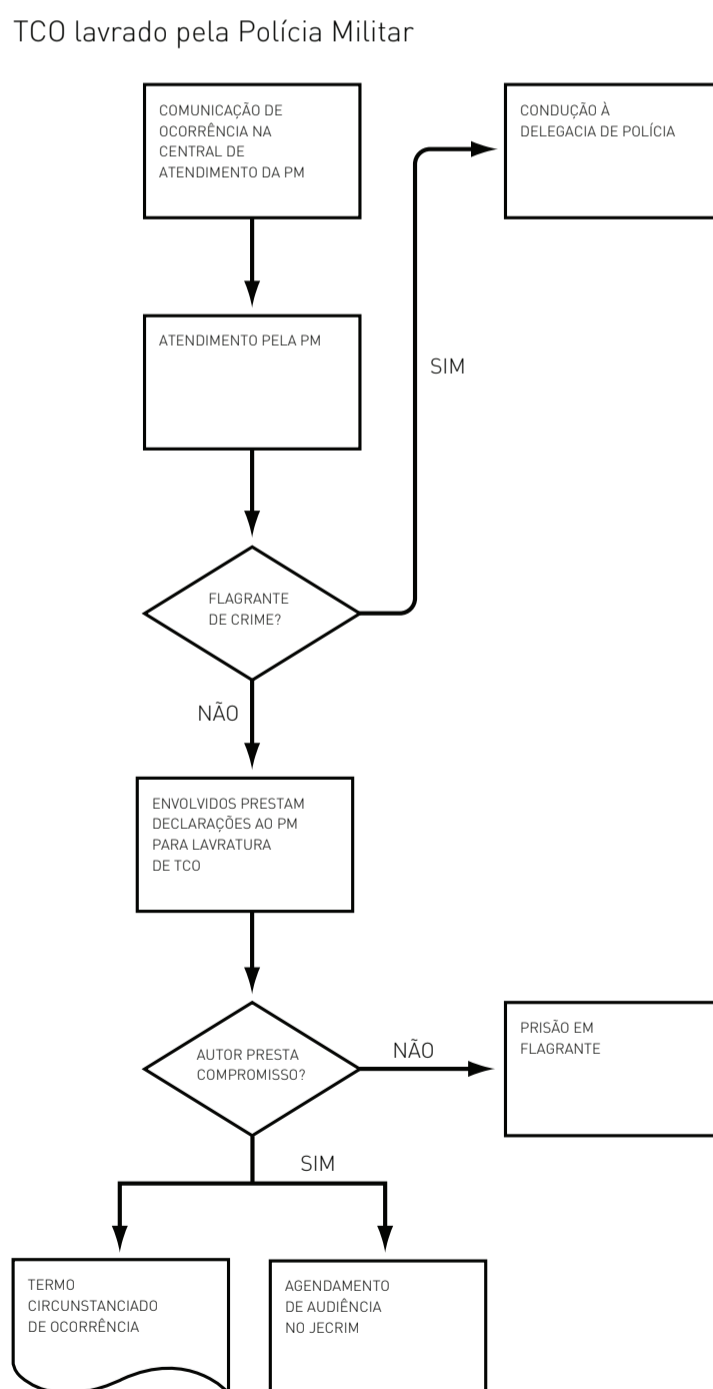 TCO lavrado pela Polícia Militar
COMUNICAÇÃO DE
OCORRÊNCIA NA
CENTRAL DE
ATENDIMENTO DA PM
CONDUÇÃO À
DELEGACIA DE POLÍCIA
ATENDIMENTO PELA PM
SIM
FLAGRANTE
DE CRIME?
NÃO
ENVOLVIDOS PRESTAM
DECLARAÇÕES AO PM
PARA LAVRATURA
DE TCO
AUTOR PRESTA
COMPROMISSO?
NÃO
PRISÃO EM
FLAGRANTE
SIM
TERMO
CIRCUNSTANCIADO
DE OCORRÊNCIA
AGENDAMENTO
DE AUDIÊNCIA
NO JECRIM